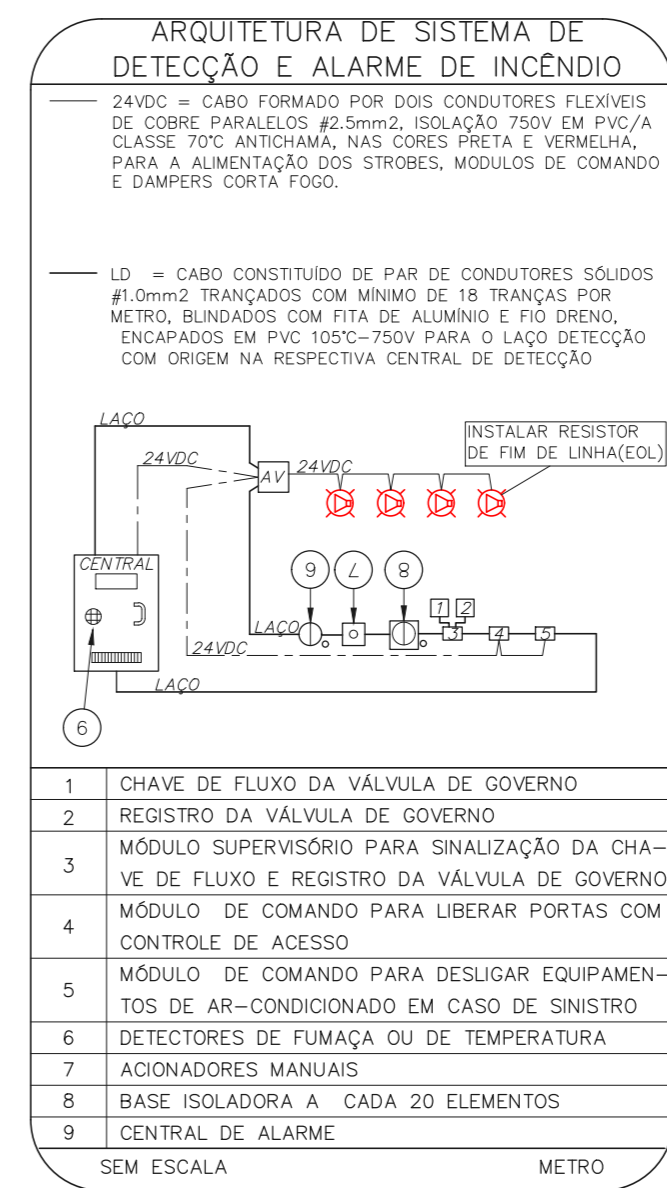 ARQUITETURA DE SISTEMA DE
DETECÇÃO E ALARME DE INCÊNDIO
24VDC = CABO FORMADO POR DOIS CONDUTORES FLEXÍVEIS
DE COBRE PARALELOS #2.5mm2, ISOLAÇÃO 750V EM PVC/A
CLASSE 70°C ANTICHAMA, NAS CORES PRETA E VERMELHA,
PARA A ALIMENTAÇÃO DOS STROBES, MODULOS DE COMANDO
E DAMPERS CORTA FOGO.
LD = CABO CONSTITUÍDO DE PAR DE CONDUTORES SÓLIDOS
#1.0mm2 TRANÇADOS COM MÍNIMO DE 18 TRANÇAS POR
METRO, BLINDADOS COM FITA DE ALUMÍNIO E FIO DRENO,
ENCAPADOS EM PVC 105°C-750V PARA O LAÇO DETECÇÃO
COM ORIGEM NA RESPECTIVA CENTRAL DE DETECÇÃO
LAÇO
INSTALAR RESISTOR
DE FIM DE LINHA(EOL)
24VDC
AV
24VDC
CENTRAL
9
7
8
1
2
LAÇO
3
4
5
24VDC
LAÇO
6
1 CHAVE DE FLUXO DA VÁLVULA DE GOVERNO
2 REGISTRO DA VÁLVULA DE GOVERNO
3 MÓDULO SUPERVISÓRIO PARA SINALIZAÇÃO DA CHA-
VE DE FLUXO E REGISTRO DA VÁLVULA DE GOVERNO
4 MÓDULO DE COMANDO PARA LIBERAR PORTAS COM
CONTROLE DE ACESSO
5 MÓDULO DE COMANDO PARA DESLIGAR EQUIPAMEN-
TOS DE AR-CONDICIONADO EM CASO DE SINISTRO
6 DETECTORES DE FUMAÇA OU DE TEMPERATURA
7 ACIONADORES MANUAIS
8 BASE ISOLADORA A CADA 20 ELEMENTOS
9 CENTRAL DE ALARME
SEM ESCALA METRO